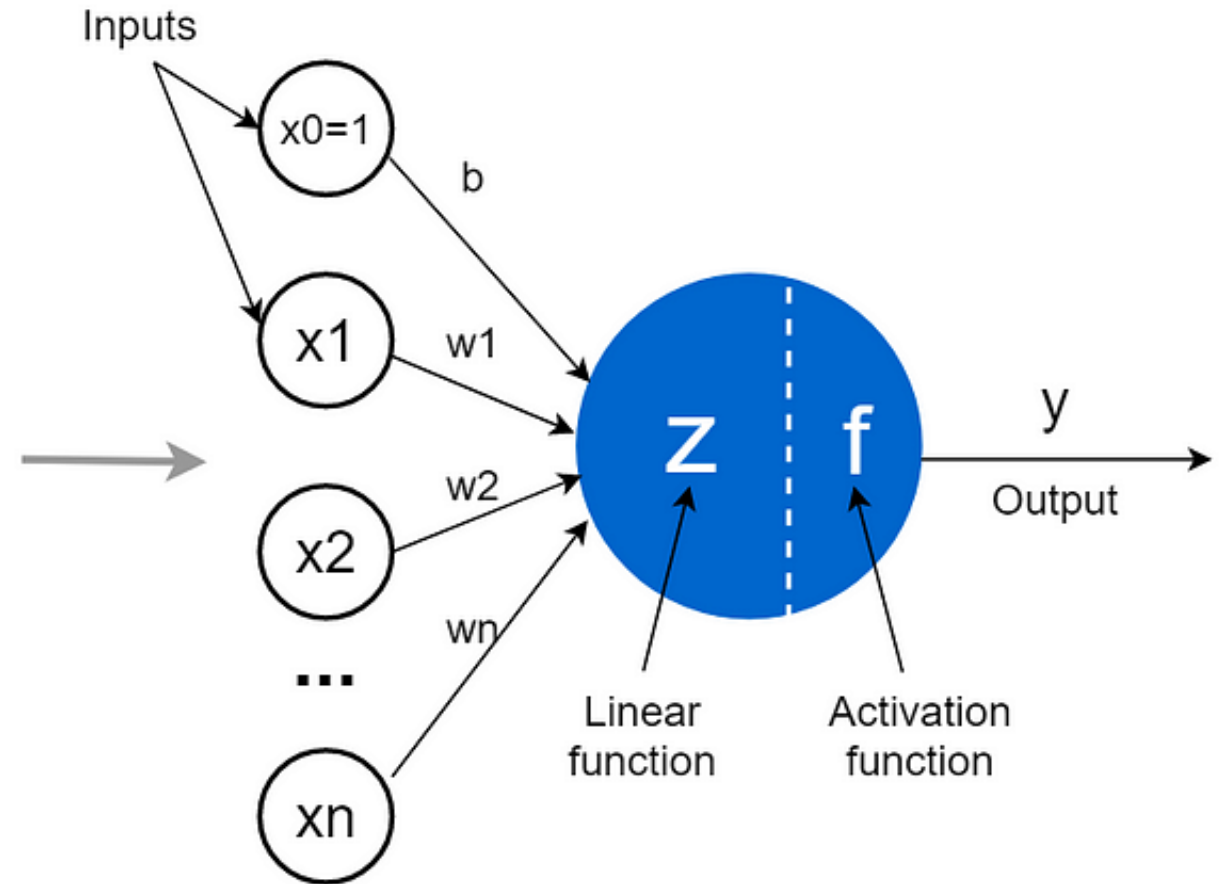 Inputs
x0=1
b
x1
w1
x2
w2
wn
...
xn
z
f
y
Output
Linear
function
Activation
function